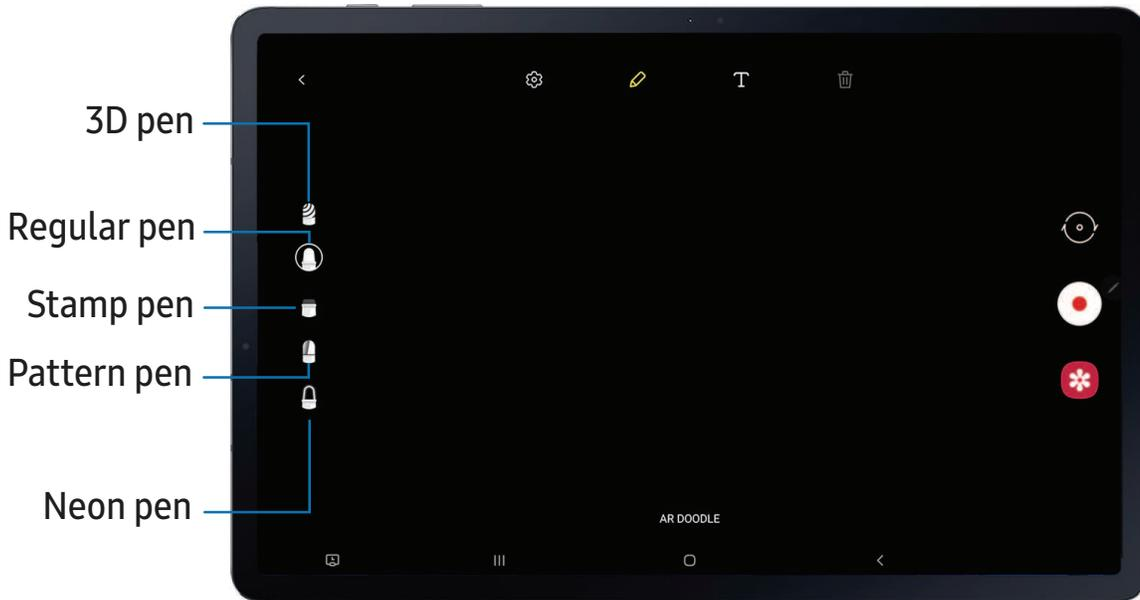 3D pen
Regular pen
Stamp pen
Pattern pen
Neon pen
T
AR DOODLE